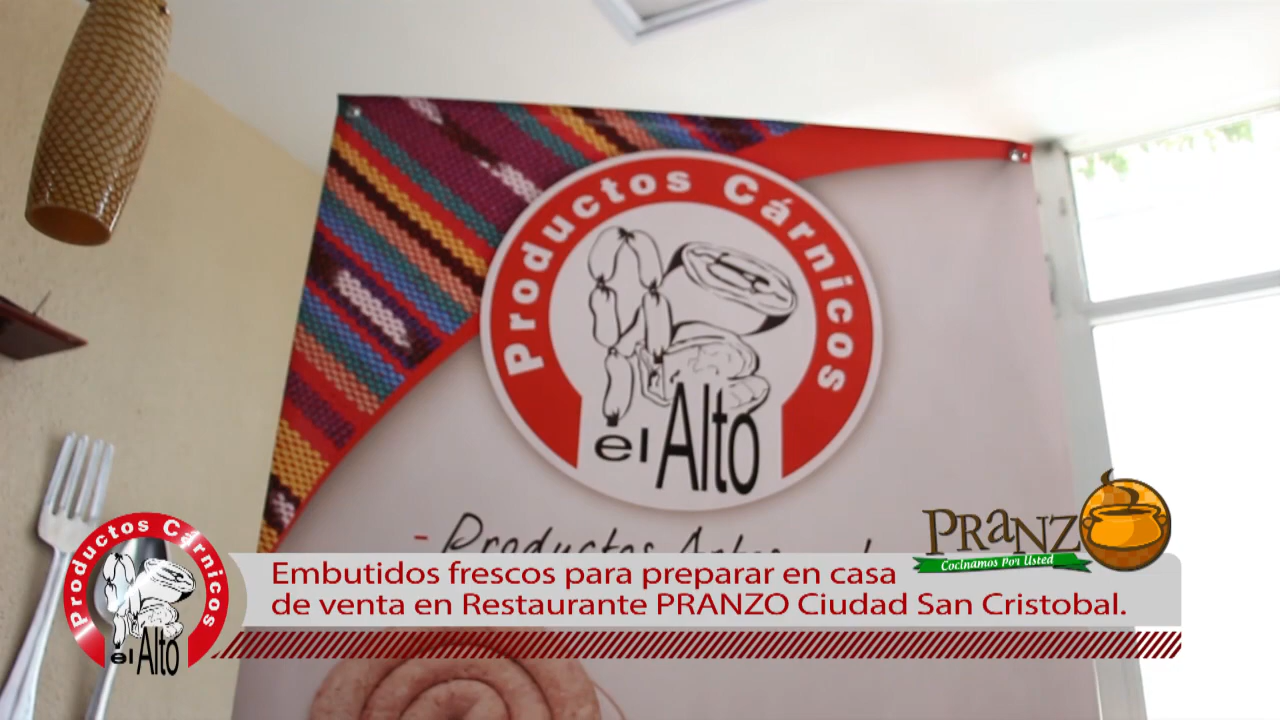 Productos Cárnicos
el Alto
- Productos
PRANZO
Cocinamos Por Usted
Productos Cárnicos
el Alto
Embutidos frescos para preparar en casa
de venta en Restaurante PRANZO Ciudad San Cristobal.